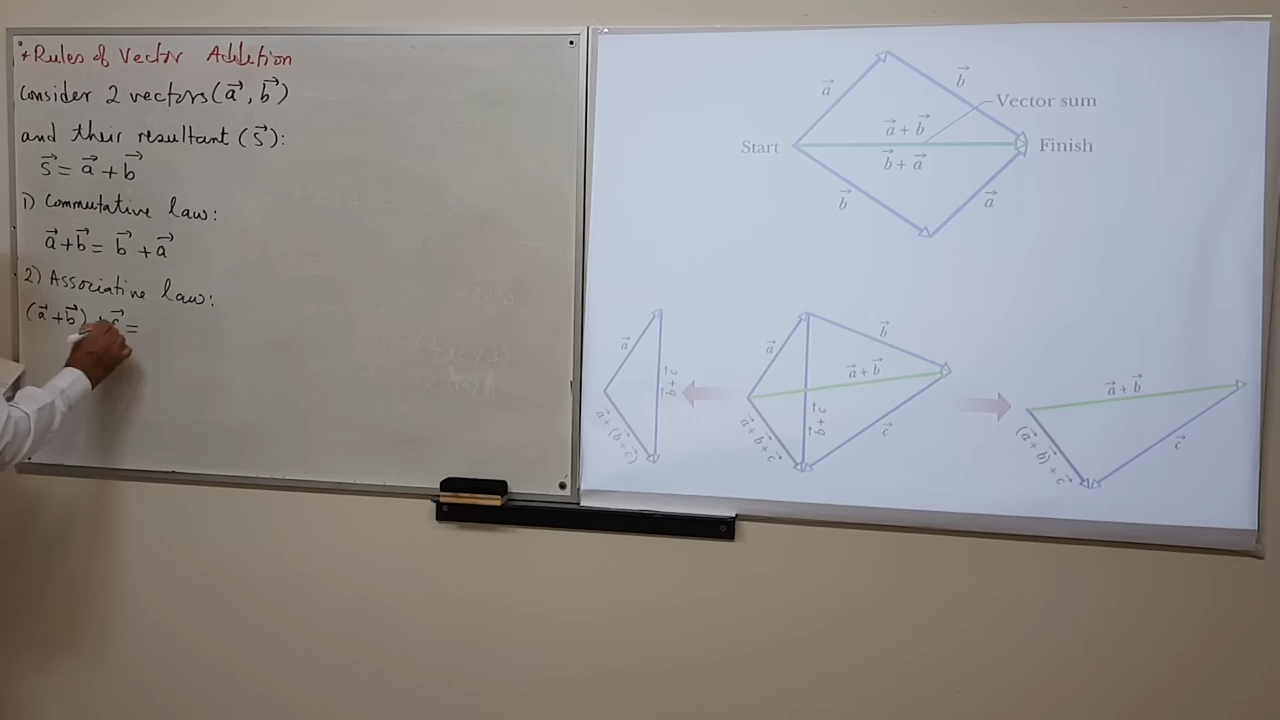 +Rules of Vector Addition
Consider 2 vectors (a⃗, b⃗)
and their resultant (s⃗):
s⃗ = a⃗ + b⃗
1) Commutative law:
a⃗ + b⃗ = b⃗ + a⃗
2) Associative law:
(a⃗ + b⃗) + c⃗ =
a⃗
b⃗
Vector sum
a⃗ + b⃗
Start
Finish
b⃗ + a⃗
b⃗
a⃗
a⃗
b⃗ + c⃗
a⃗ + (b⃗ + c⃗)
a⃗
b⃗
a⃗ + b⃗
b⃗ + c⃗
a⃗ + b⃗ + c⃗
c⃗
a⃗ + b⃗
c⃗
(a⃗ + b⃗) + c⃗